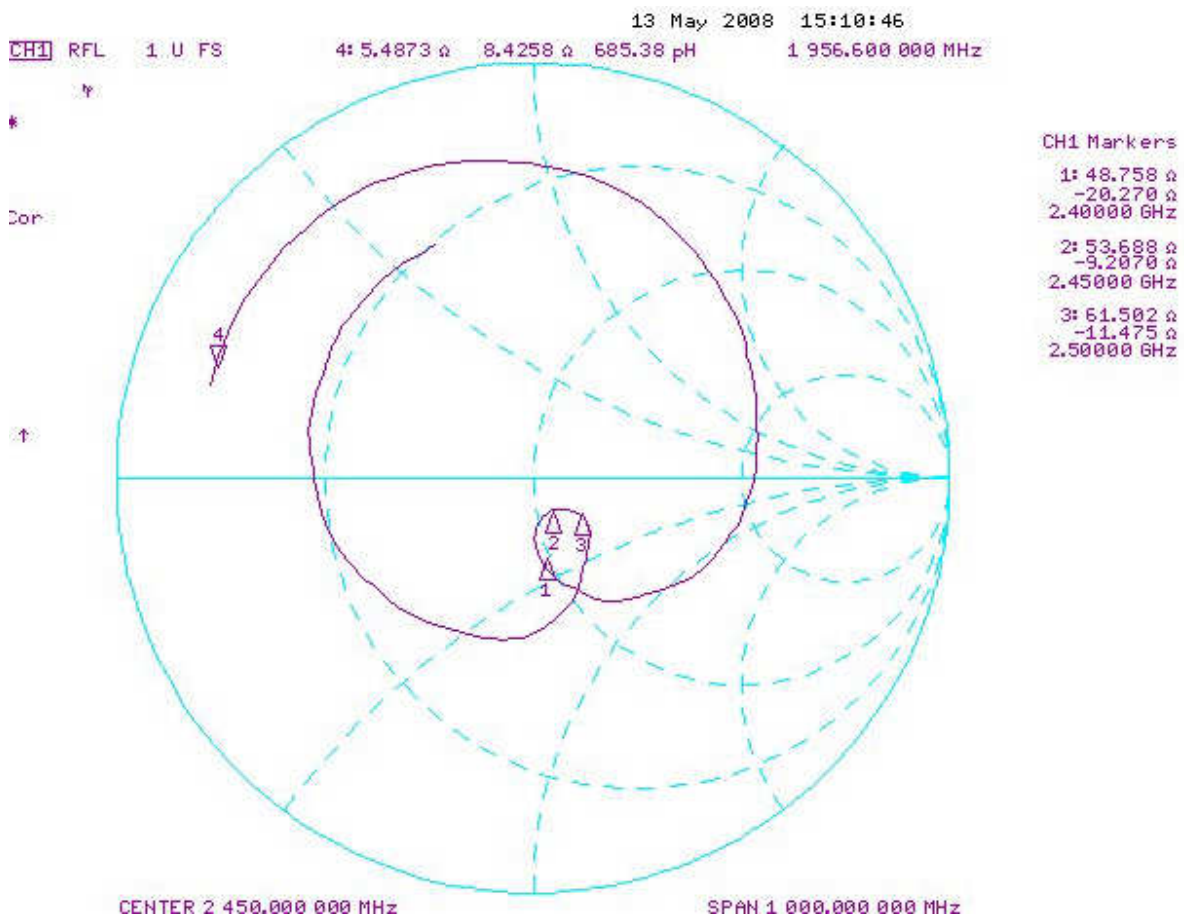 13 May 2008 15:10:46
CH1 RFL 1 U FS 4: 5.4873 Ω 8.4258 Ω 685.38 pH 1 956.600 000 MHz
*
CH1 Markers
1: 48.758 Ω
-20.270 Ω
2.40000 GHz
Cor
2: 53.688 Ω
-9.2070 Ω
2.45000 GHz
3: 61.502 Ω
-11.475 Ω
2.50000 GHz
4
↑
2 3
1
CENTER 2 450.000 000 MHz SPAN 1 000.000 000 MHz